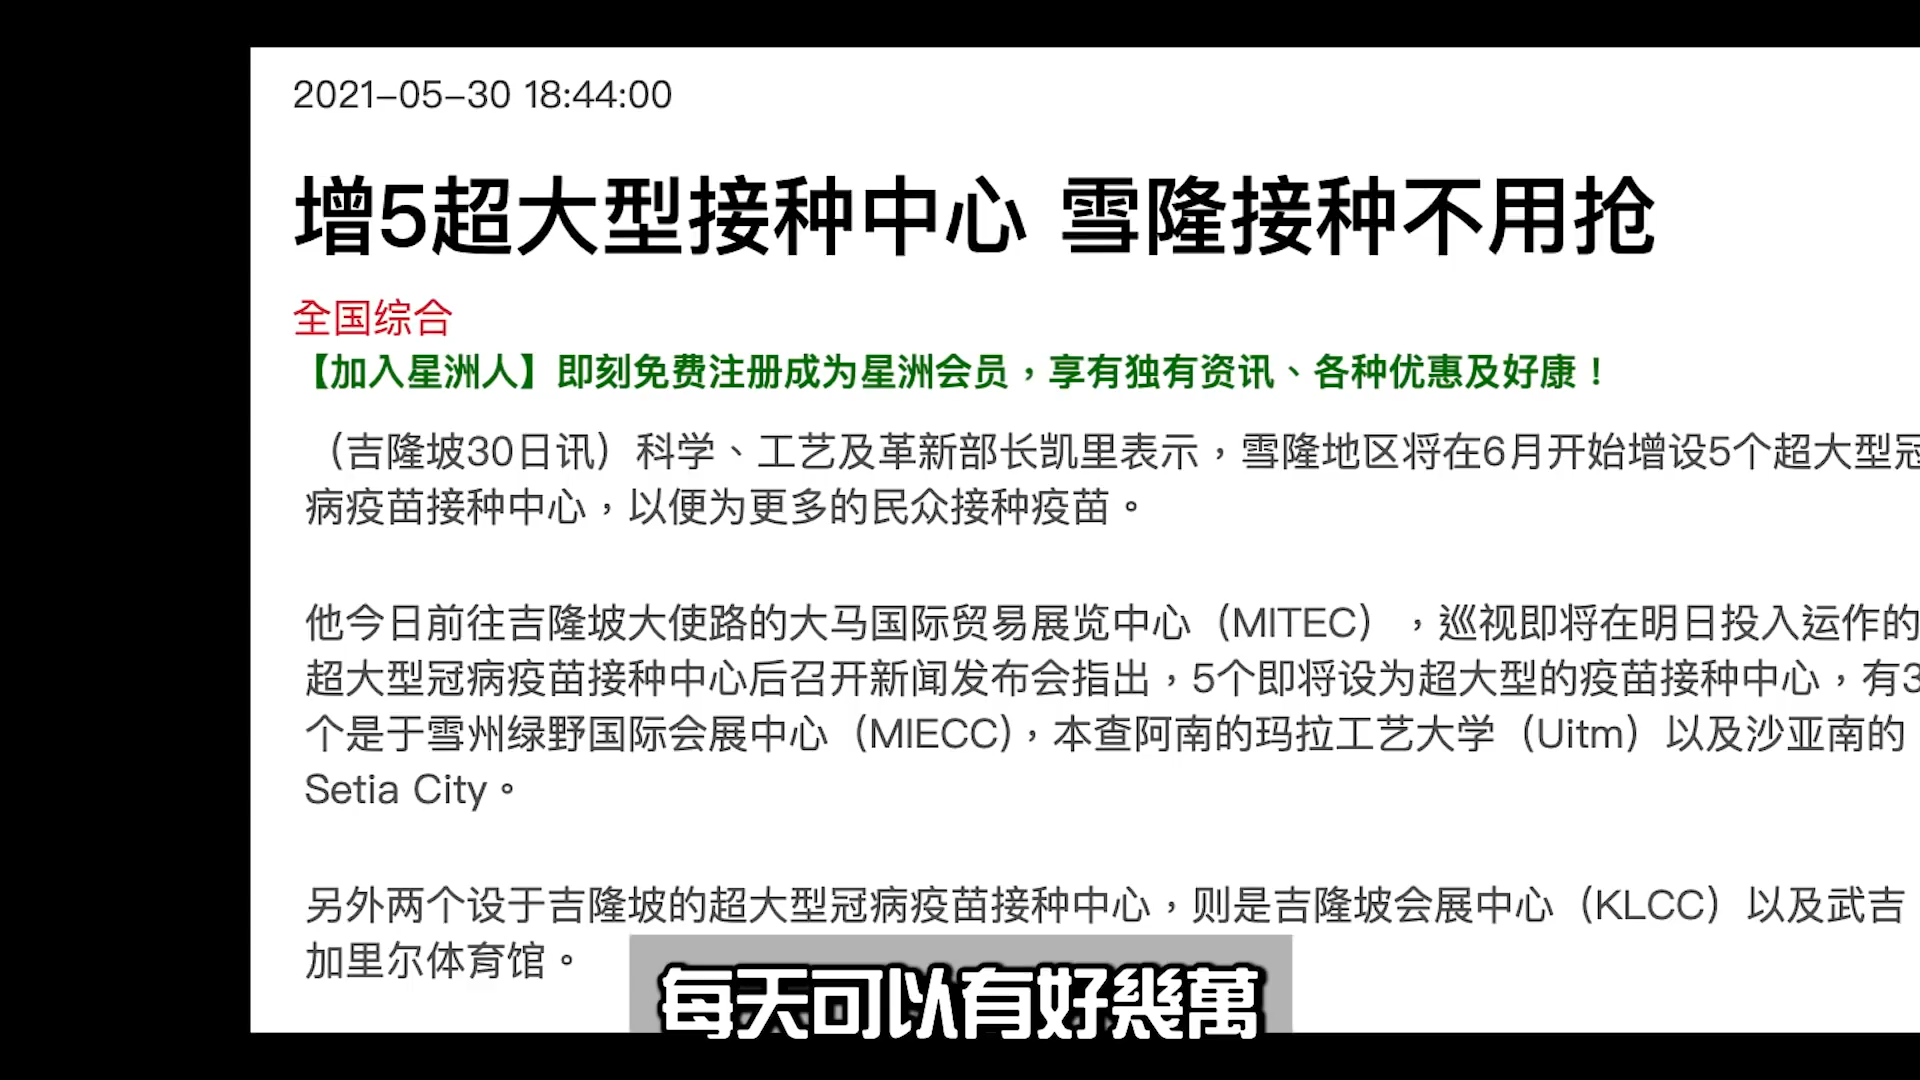 2021-05-30 18:44:00
增5超大型接种中心 雪隆接种不用抢
全国综合
【加入星洲人】即刻免费注册成为星洲会员，享有独有资讯、各种优惠及好康！
（吉隆坡30日讯）科学、工艺及革新部长凯里表示，雪隆地区将在6月开始增设5个超大型冠
病疫苗接种中心，以便为更多的民众接种疫苗。
他今日前往吉隆坡大使路的大马国际贸易展览中心（MITEC），巡视即将在明日投入运作的
超大型冠病疫苗接种中心后召开新闻发布会指出，5个即将设为超大型的疫苗接种中心，有3
个是于雪州绿野国际会展中心（MIECC)，本查阿南的玛拉工艺大学（Uitm）以及沙亚南的
Setia City。
另外两个设于吉隆坡的超大型冠病疫苗接种中心，则是吉隆坡会展中心（KLCC）以及武吉
加里尔体育馆。
每天可以有好幾萬